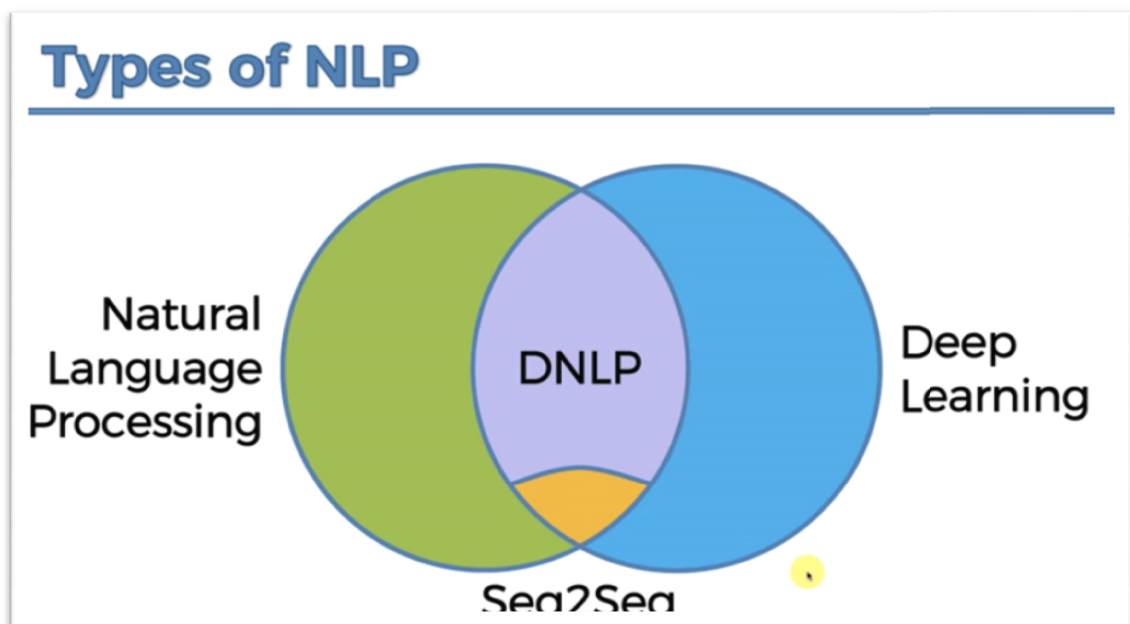 Types of NLP
Natural
Language
Processing
DNLP
Deep
Learning
Seq2Seq